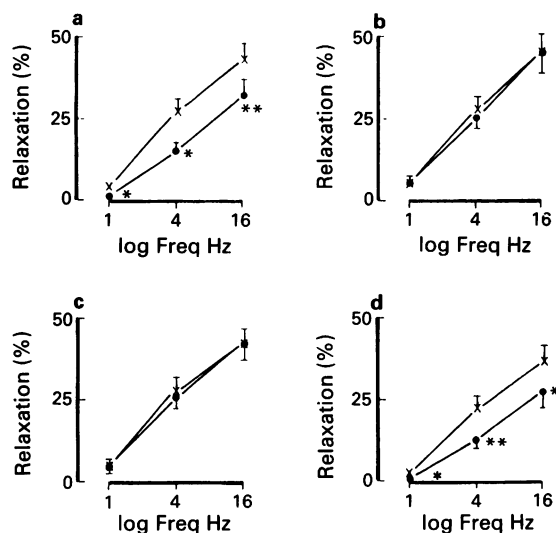 a
Relaxation (%)
50
25
0
*
*
**
1 4 16
log Freq Hz
b
Relaxation (%)
50
25
0
1 4 16
log Freq Hz
c
Relaxation (%)
50
25
0
1 4 16
log Freq Hz
d
Relaxation (%)
50
25
0
*
**
*
1 4 16
log Freq Hz